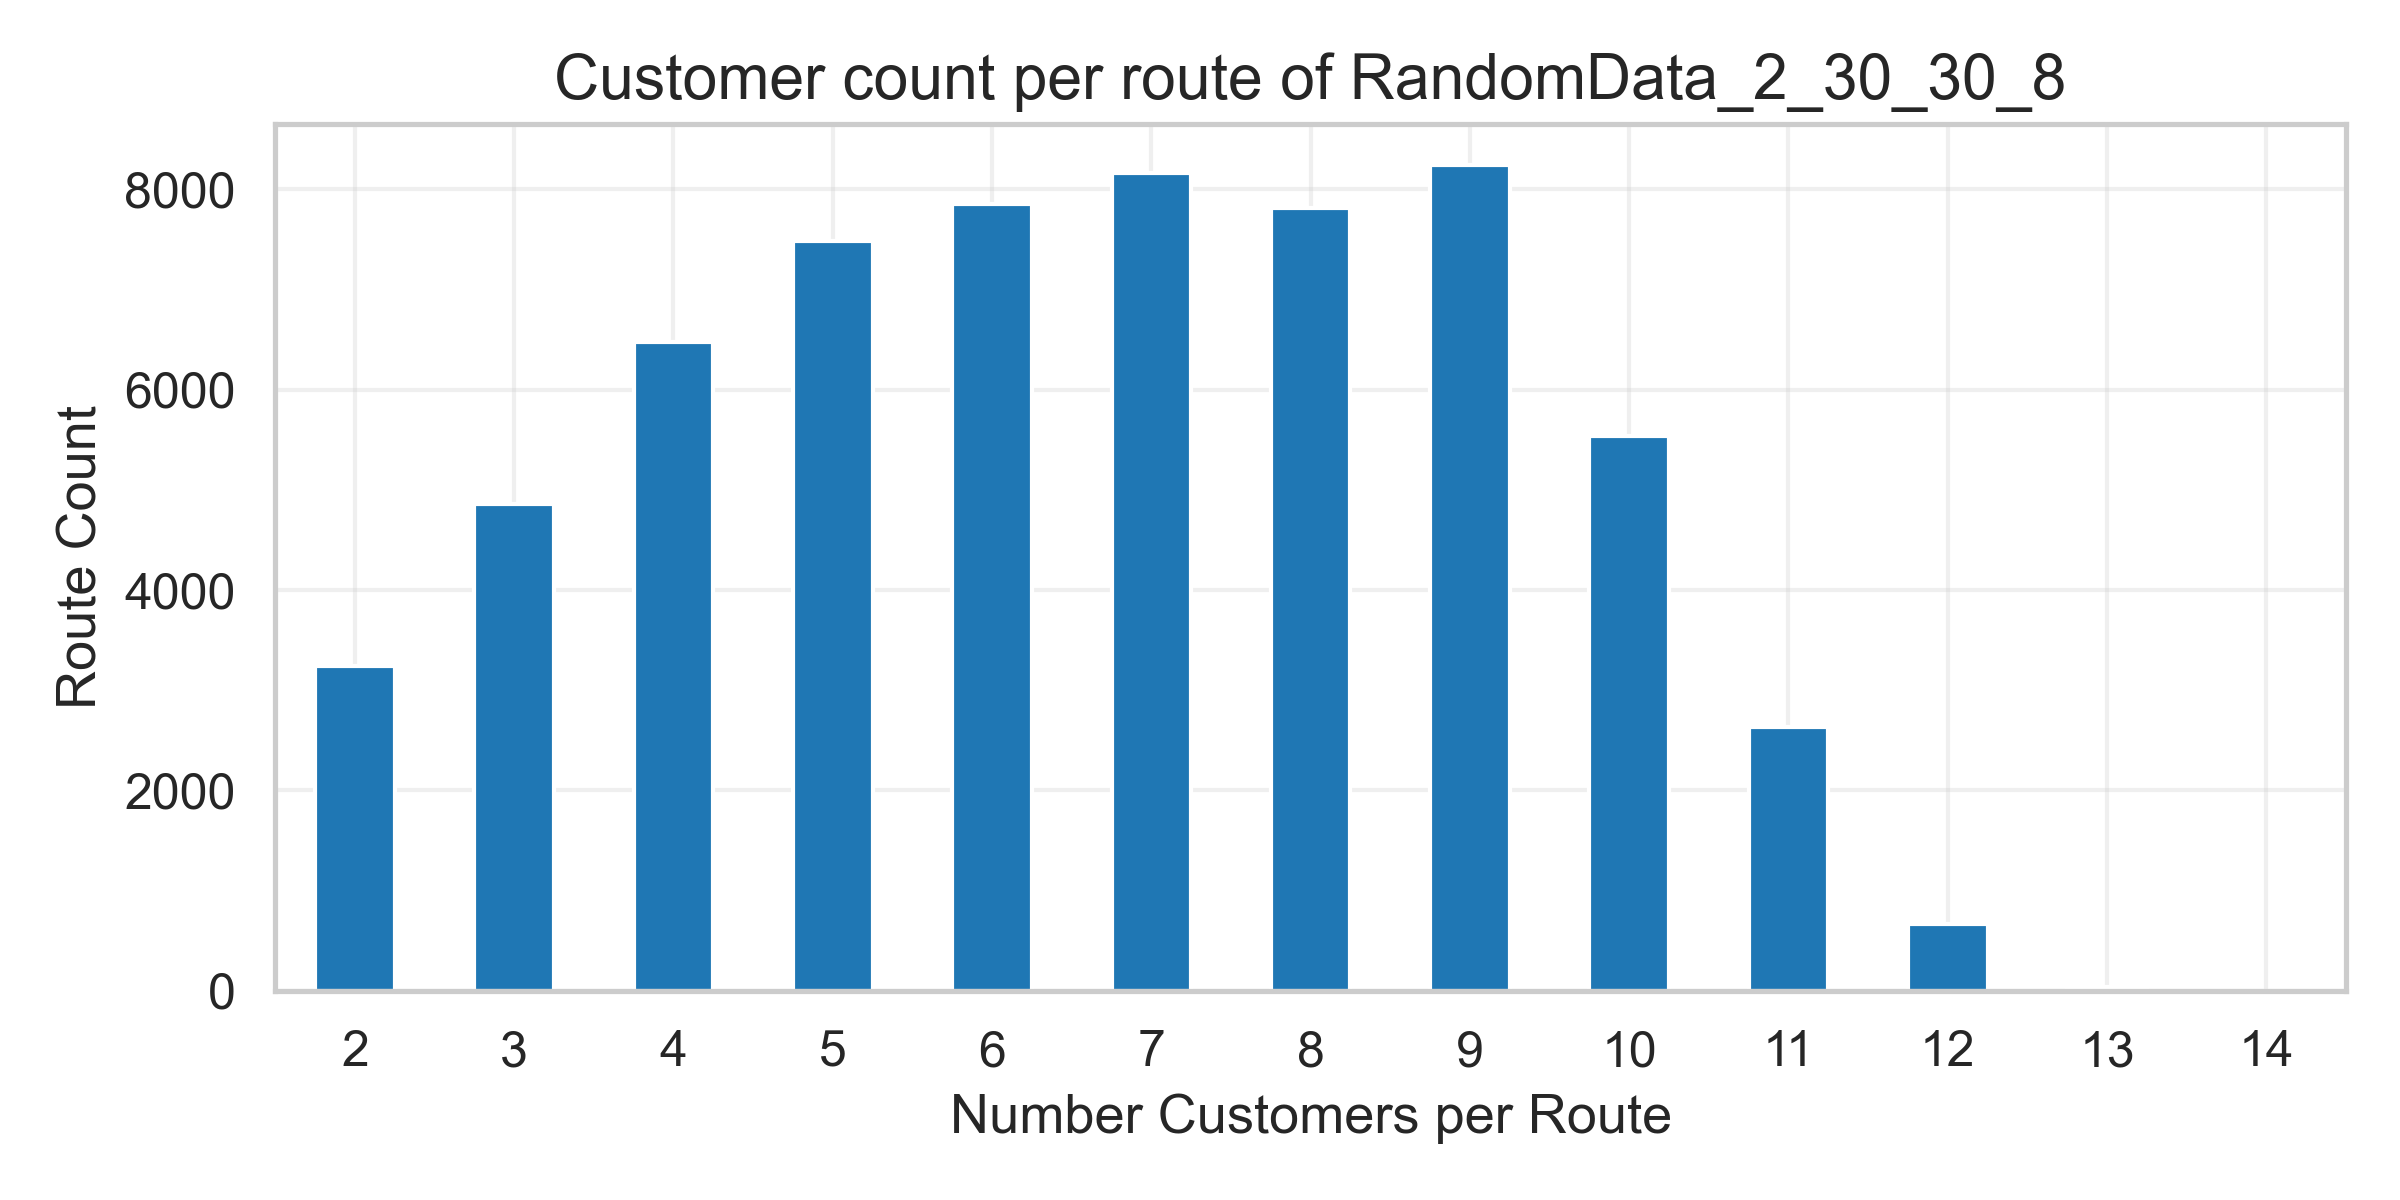 Customer count per route of RandomData_2_30_30_8
Route Count
8000
6000
4000
2000
0
2 3 4 5 6 7 8 9 10 11 12 13 14
Number Customers per Route